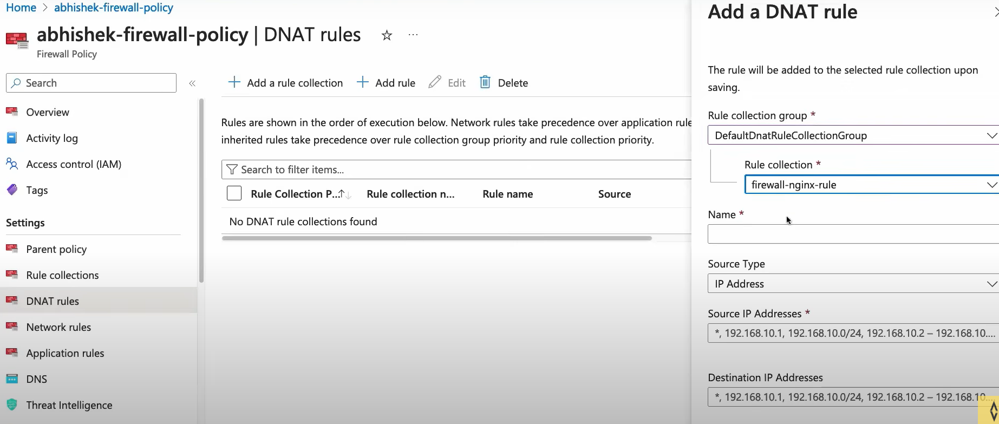 Home > abhishek-firewall-policy
abhishek-firewall-policy | DNAT rules
Firewall Policy
Search
Overview
Activity log
Access control (IAM)
Tags
Settings
Parent policy
Rule collections
DNAT rules
Network rules
Application rules
DNS
Threat Intelligence
Add a rule collection Add rule Edit Delete
Rules are shown in the order of execution below. Network rules take precedence over application rule
inherited rules take precedence over rule collection group priority and rule collection priority.
Search to filter items...
Rule Collection P... Rule collection n... Rule name Source
No DNAT rule collections found
Add a DNAT rule
The rule will be added to the selected rule collection upon
saving.
Rule collection group *
DefaultDnatRuleCollectionGroup
Rule collection *
firewall-nginx-rule
Name *
Source Type
IP Address
Source IP Addresses *
*, 192.168.10.1, 192.168.10.0/24, 192.168.10.2 – 192.168.10....
Destination IP Addresses
*, 192.168.10.1, 192.168.10.0/24, 192.168.10.2 – 192.168.10....